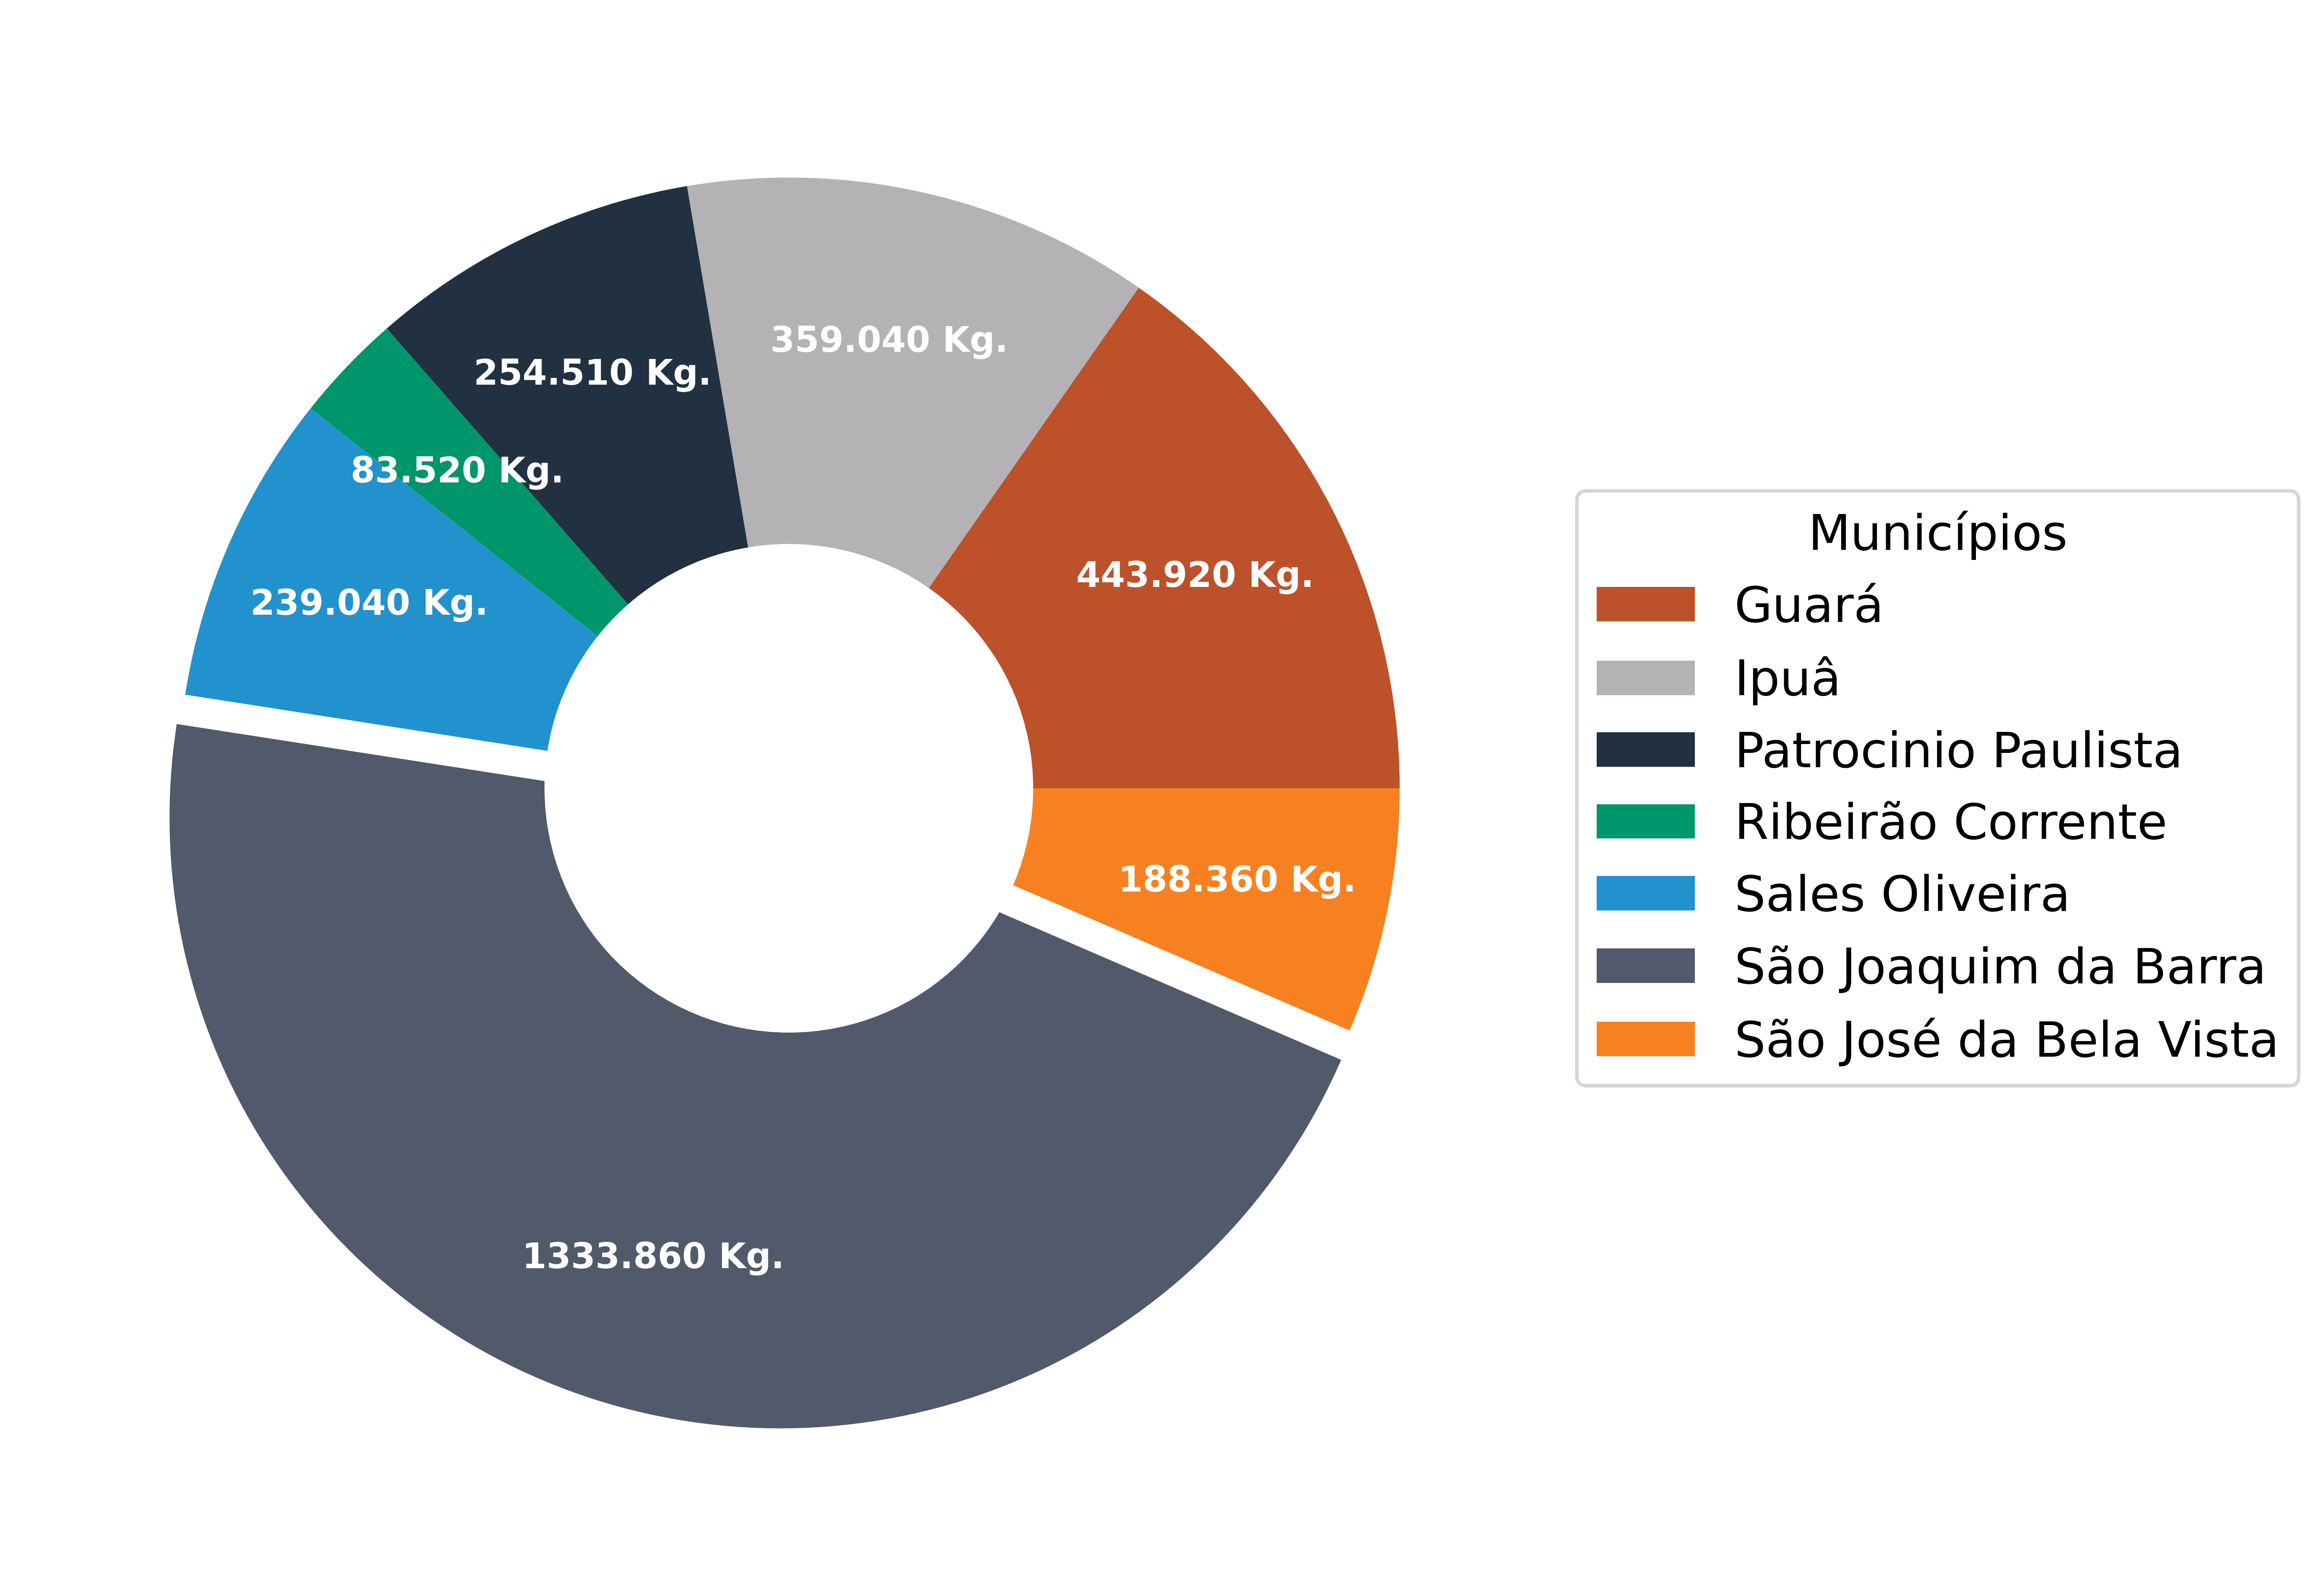 359.040 Kg.
254.510 Kg.
83.520 Kg.
443.920 Kg.
239.040 Kg.
188.360 Kg.
1333.860 Kg.
Municípios
Guará
Ipuâ
Patrocinio Paulista
Ribeirão Corrente
Sales Oliveira
São Joaquim da Barra
São José da Bela Vista